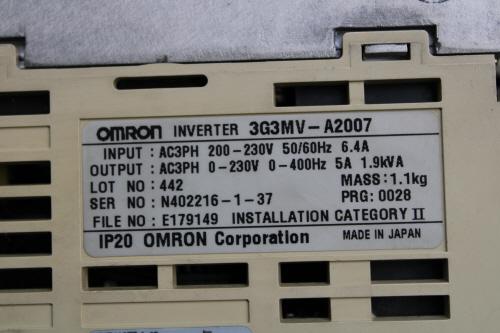 OMRON INVERTER 3G3MV-A2007
INPUT : AC3PH 200-230V 50/60Hz 6.4A
OUTPUT : AC3PH 0-230V 0-400Hz 5A 1.9kVA
LOT NO : 442 MASS : 1.1kg
SER NO : N402216-1-37 PRG : 0028
FILE NO : E179149 INSTALLATION CATEGORY II
IP20 OMRON Corporation MADE IN JAPAN